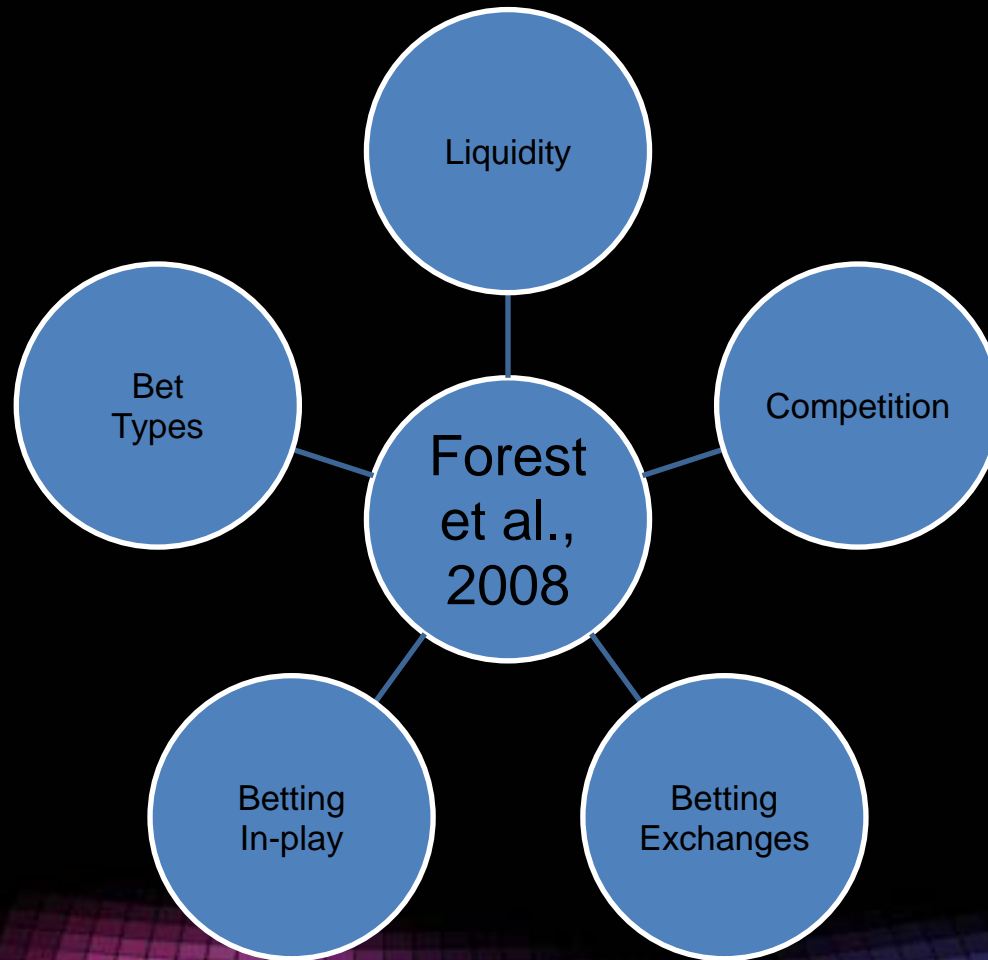 Liquidity
Bet
Types
Competition
Forest
et al.,
2008
Betting
In-play
Betting
Exchanges